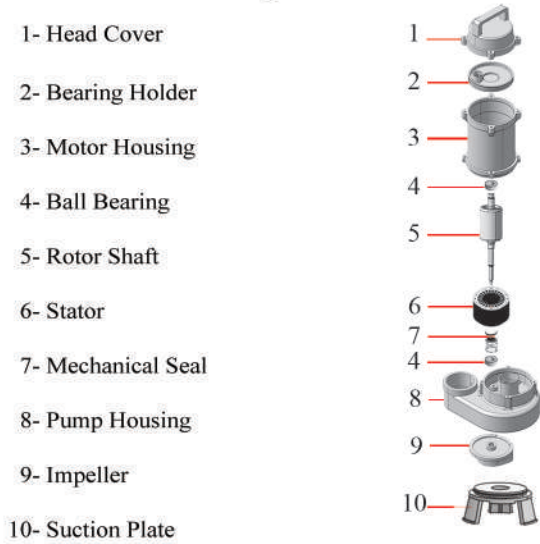 1- Head Cover
2- Bearing Holder
3- Motor Housing
4- Ball Bearing
5- Rotor Shaft
6- Stator
7- Mechanical Seal
8- Pump Housing
9- Impeller
10- Suction Plate
1
2
3
4
5
6
7
4
8
9
10